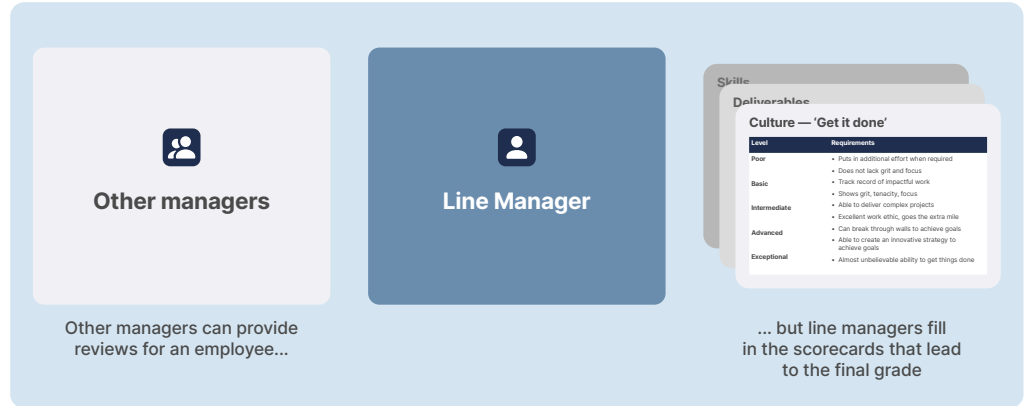 Other managers
Other managers can provide
reviews for an employee...
Line Manager
Skills
Deliverables
Culture — ‘Get it done’
Level Requirements
Poor • Puts in additional effort when required
• Does not lack grit and focus
Basic • Track record of impactful work
• Shows grit, tenacity, focus
Intermediate • Able to deliver complex projects
• Excellent work ethic, goes the extra mile
Advanced • Can break through walls to achieve goals
• Able to create an innovative strategy to
achieve goals
Exceptional • Almost unbelievable ability to get things done
... but line managers fill
in the scorecards that lead
to the final grade